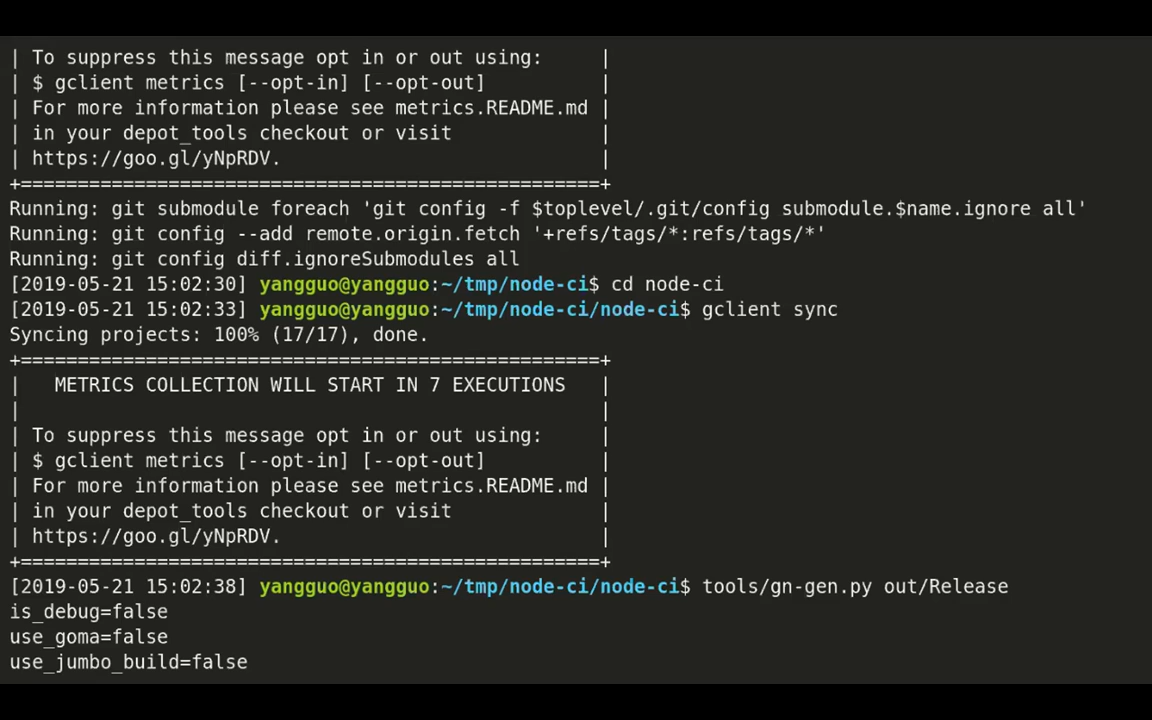 | To suppress this message opt in or out using:     |
| $ gclient metrics [--opt-in] [--opt-out]          |
| For more information please see metrics.README.md |
| in your depot_tools checkout or visit             |
| https://goo.gl/yNpRDV.                            |
+===================================================+
Running: git submodule foreach 'git config -f $toplevel/.git/config submodule.$name.ignore all'
Running: git config --add remote.origin.fetch '+refs/tags/*:refs/tags/*'
Running: git config diff.ignoreSubmodules all
[2019-05-21 15:02:30] yangguo@yangguo:~/tmp/node-ci$ cd node-ci
[2019-05-21 15:02:33] yangguo@yangguo:~/tmp/node-ci/node-ci$ gclient sync
Syncing projects: 100% (17/17), done.
+===================================================+
|   METRICS COLLECTION WILL START IN 7 EXECUTIONS   |
|                                                   |
| To suppress this message opt in or out using:     |
| $ gclient metrics [--opt-in] [--opt-out]          |
| For more information please see metrics.README.md |
| in your depot_tools checkout or visit             |
| https://goo.gl/yNpRDV.                            |
+===================================================+
[2019-05-21 15:02:38] yangguo@yangguo:~/tmp/node-ci/node-ci$ tools/gn-gen.py out/Release
is_debug=false
use_goma=false
use_jumbo_build=false